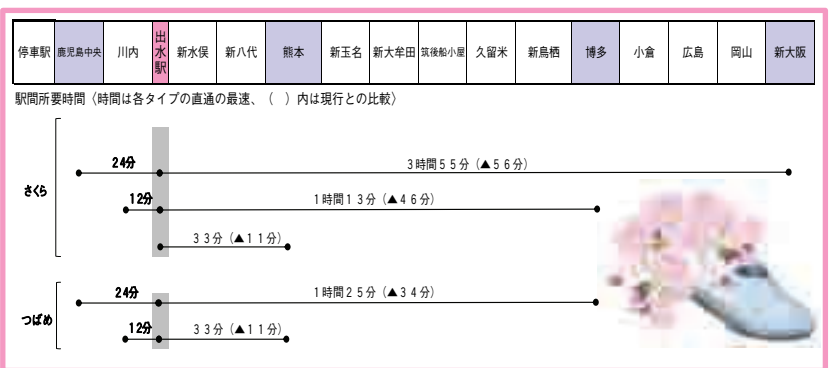 停車駅 鹿児島中央 川内 出水駅 新水俣 新八代 熊本 新玉名 新大牟田 筑後船小屋 久留米 新鳥栖 博多 小倉 広島 岡山 新大阪
駅間所要時間〈時間は各タイプの直通の最速、（　）内は現行との比較〉
さくら
24分 3時間55分（▲56分）
12分 1時間13分（▲46分）
33分（▲11分）
つばめ
24分 1時間25分（▲34分）
12分 33分（▲11分）